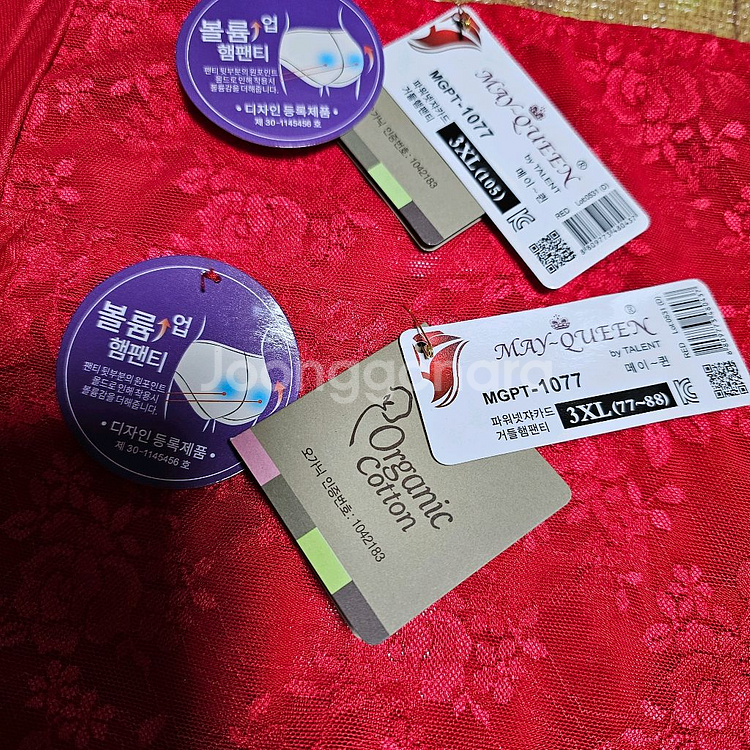 볼륨업
햄팬티
팬티 뒷부분의 원포인트
몰드로 인해 착용시
볼륨감을 더해줍니다.
• 디자인 등록제품 •
제 30-1145456 호
오가닉 인증번호: 1042183
MAY-QUEEN®
by TALENT
메이-퀸
MGPT-1077
파워넷자카드
거들햄팬티
3XL(105)
RED
Lot:0531 (D)
볼륨업
햄팬티
팬티 뒷부분의 원포인트
몰드로 인해 착용시
볼륨감을 더해줍니다.
• 디자인 등록제품 •
제 30-1145456 호
Organic
Cotton
오가닉 인증번호: 1042183
MAY-QUEEN®
by TALENT
메이-퀸
MGPT-1077
파워넷자카드
거들햄팬티
3XL(77~88)
RED
Lot:0531 (D)
Joonggonara